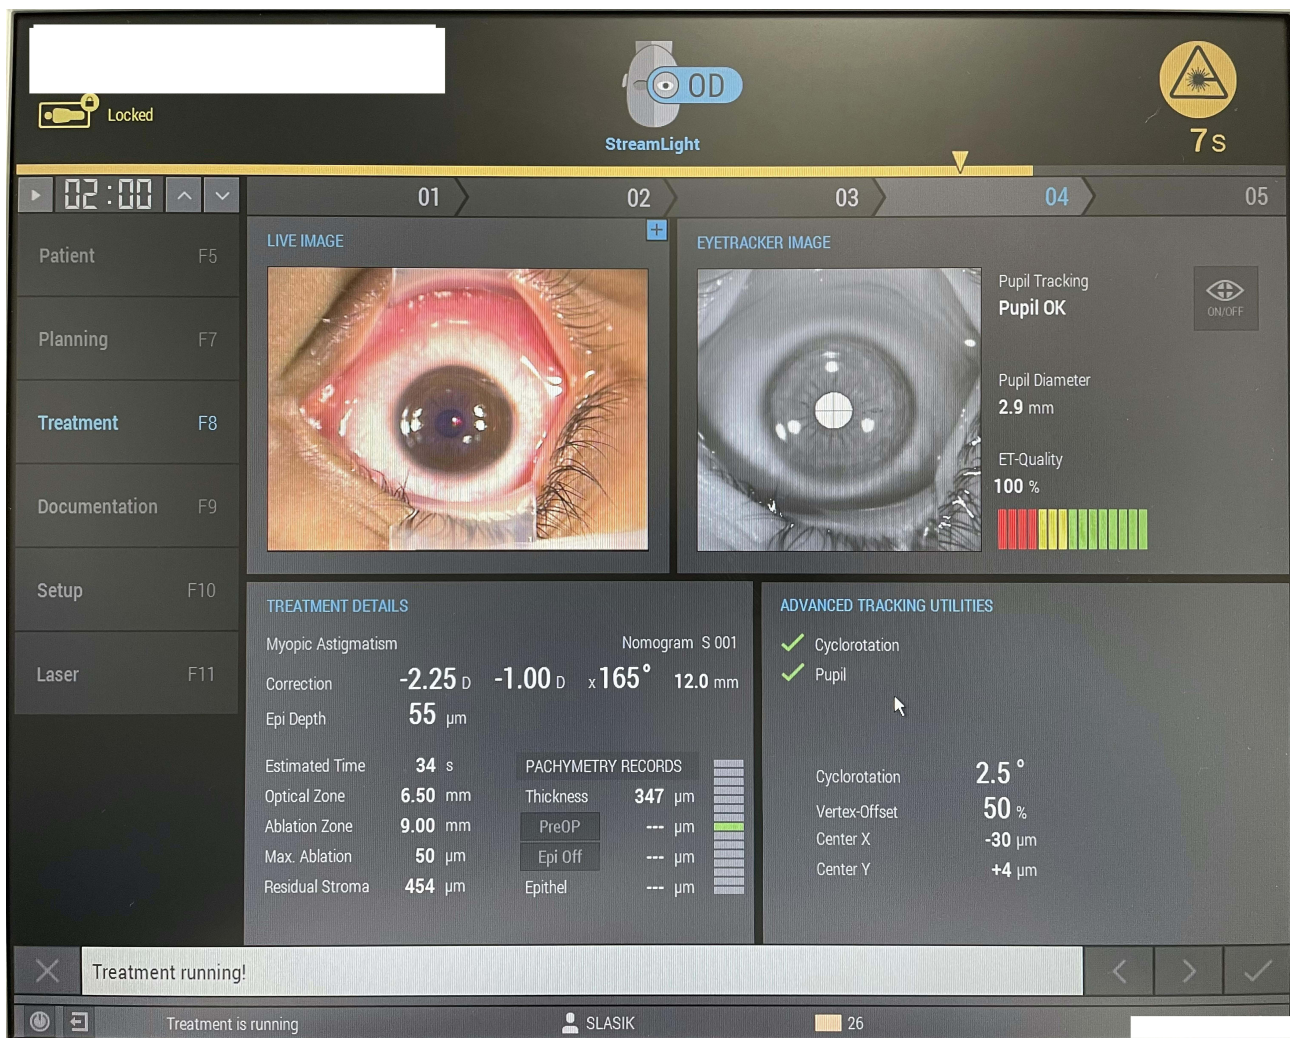 OD
Locked
StreamLight
7 s
02:00
01 02 03 04 05
Patient F5
Planning F7
Treatment F8
Documentation F9
Setup F10
Laser F11
LIVE IMAGE
+
EYETRACKER IMAGE
Pupil Tracking
Pupil OK
ON/OFF
Pupil Diameter
2.9 mm
ET-Quality
100 %
TREATMENT DETAILS
Myopic Astigmatism Nomogram S 001
Correction -2.25 D -1.00 D x 165° 12.0 mm
Epi Depth 55 µm
Estimated Time 34 s
Optical Zone 6.50 mm
Ablation Zone 9.00 mm
Max. Ablation 50 µm
Residual Stroma 454 µm
PACHYMETRY RECORDS
Thickness 347 µm
PreOP --- µm
Epi Off --- µm
Epithel --- µm
ADVANCED TRACKING UTILITIES
Cyclorotation
Pupil
Cyclorotation 2.5 °
Vertex-Offset 50 %
Center X -30 µm
Center Y +4 µm
Treatment running!
Treatment is running SLASIK 26